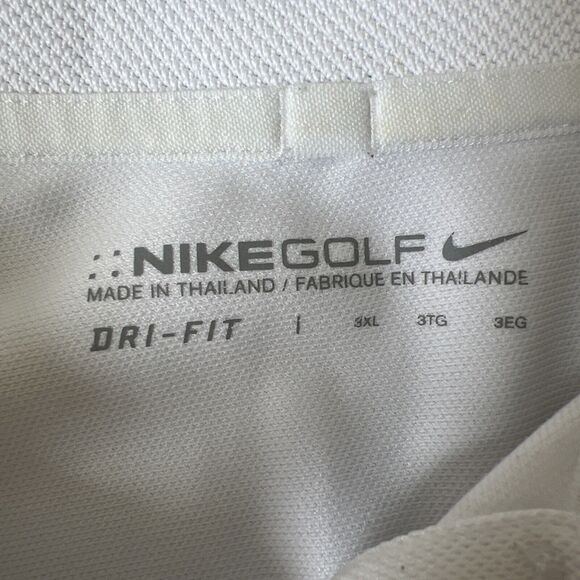 NIKEGOLF
MADE IN THAILAND / FABRIQUE EN THAILANDE
DRI-FIT | 3XL 3TG 3EG